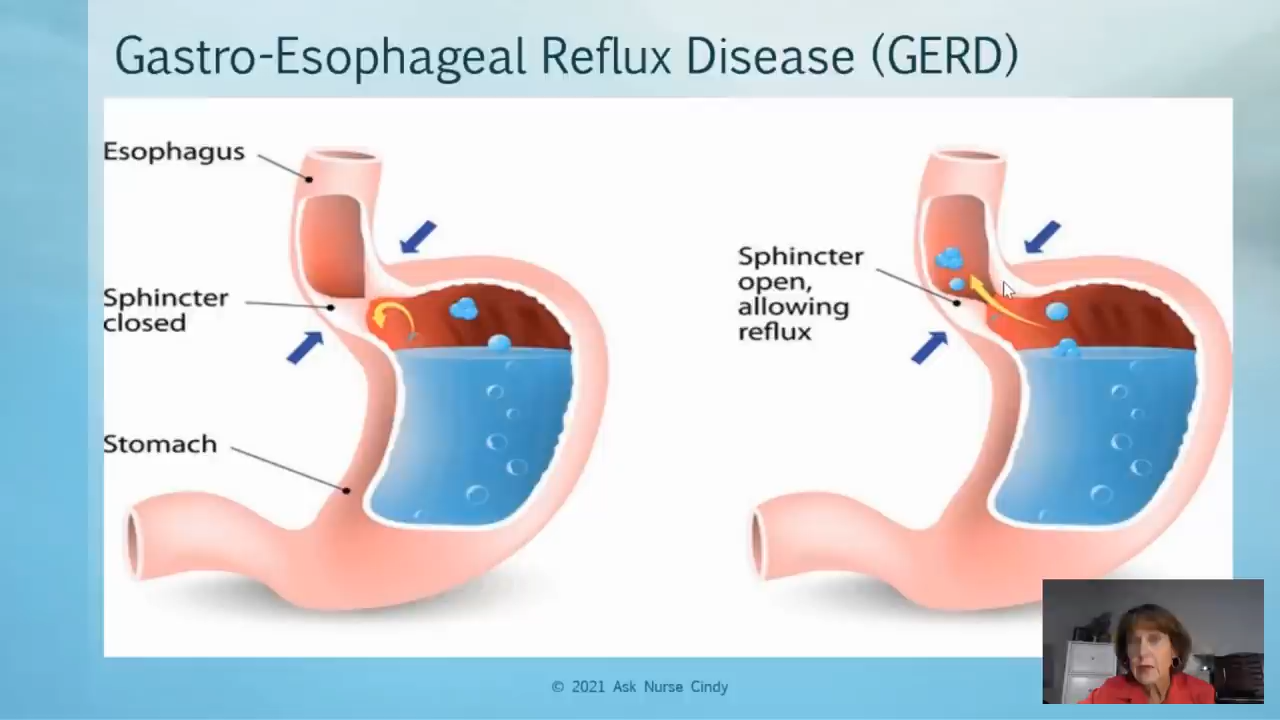 Gastro-Esophageal Reflux Disease (GERD)
Esophagus
Sphincter
closed
Stomach
Sphincter
open,
allowing
reflux
© 2021 Ask Nurse Cindy